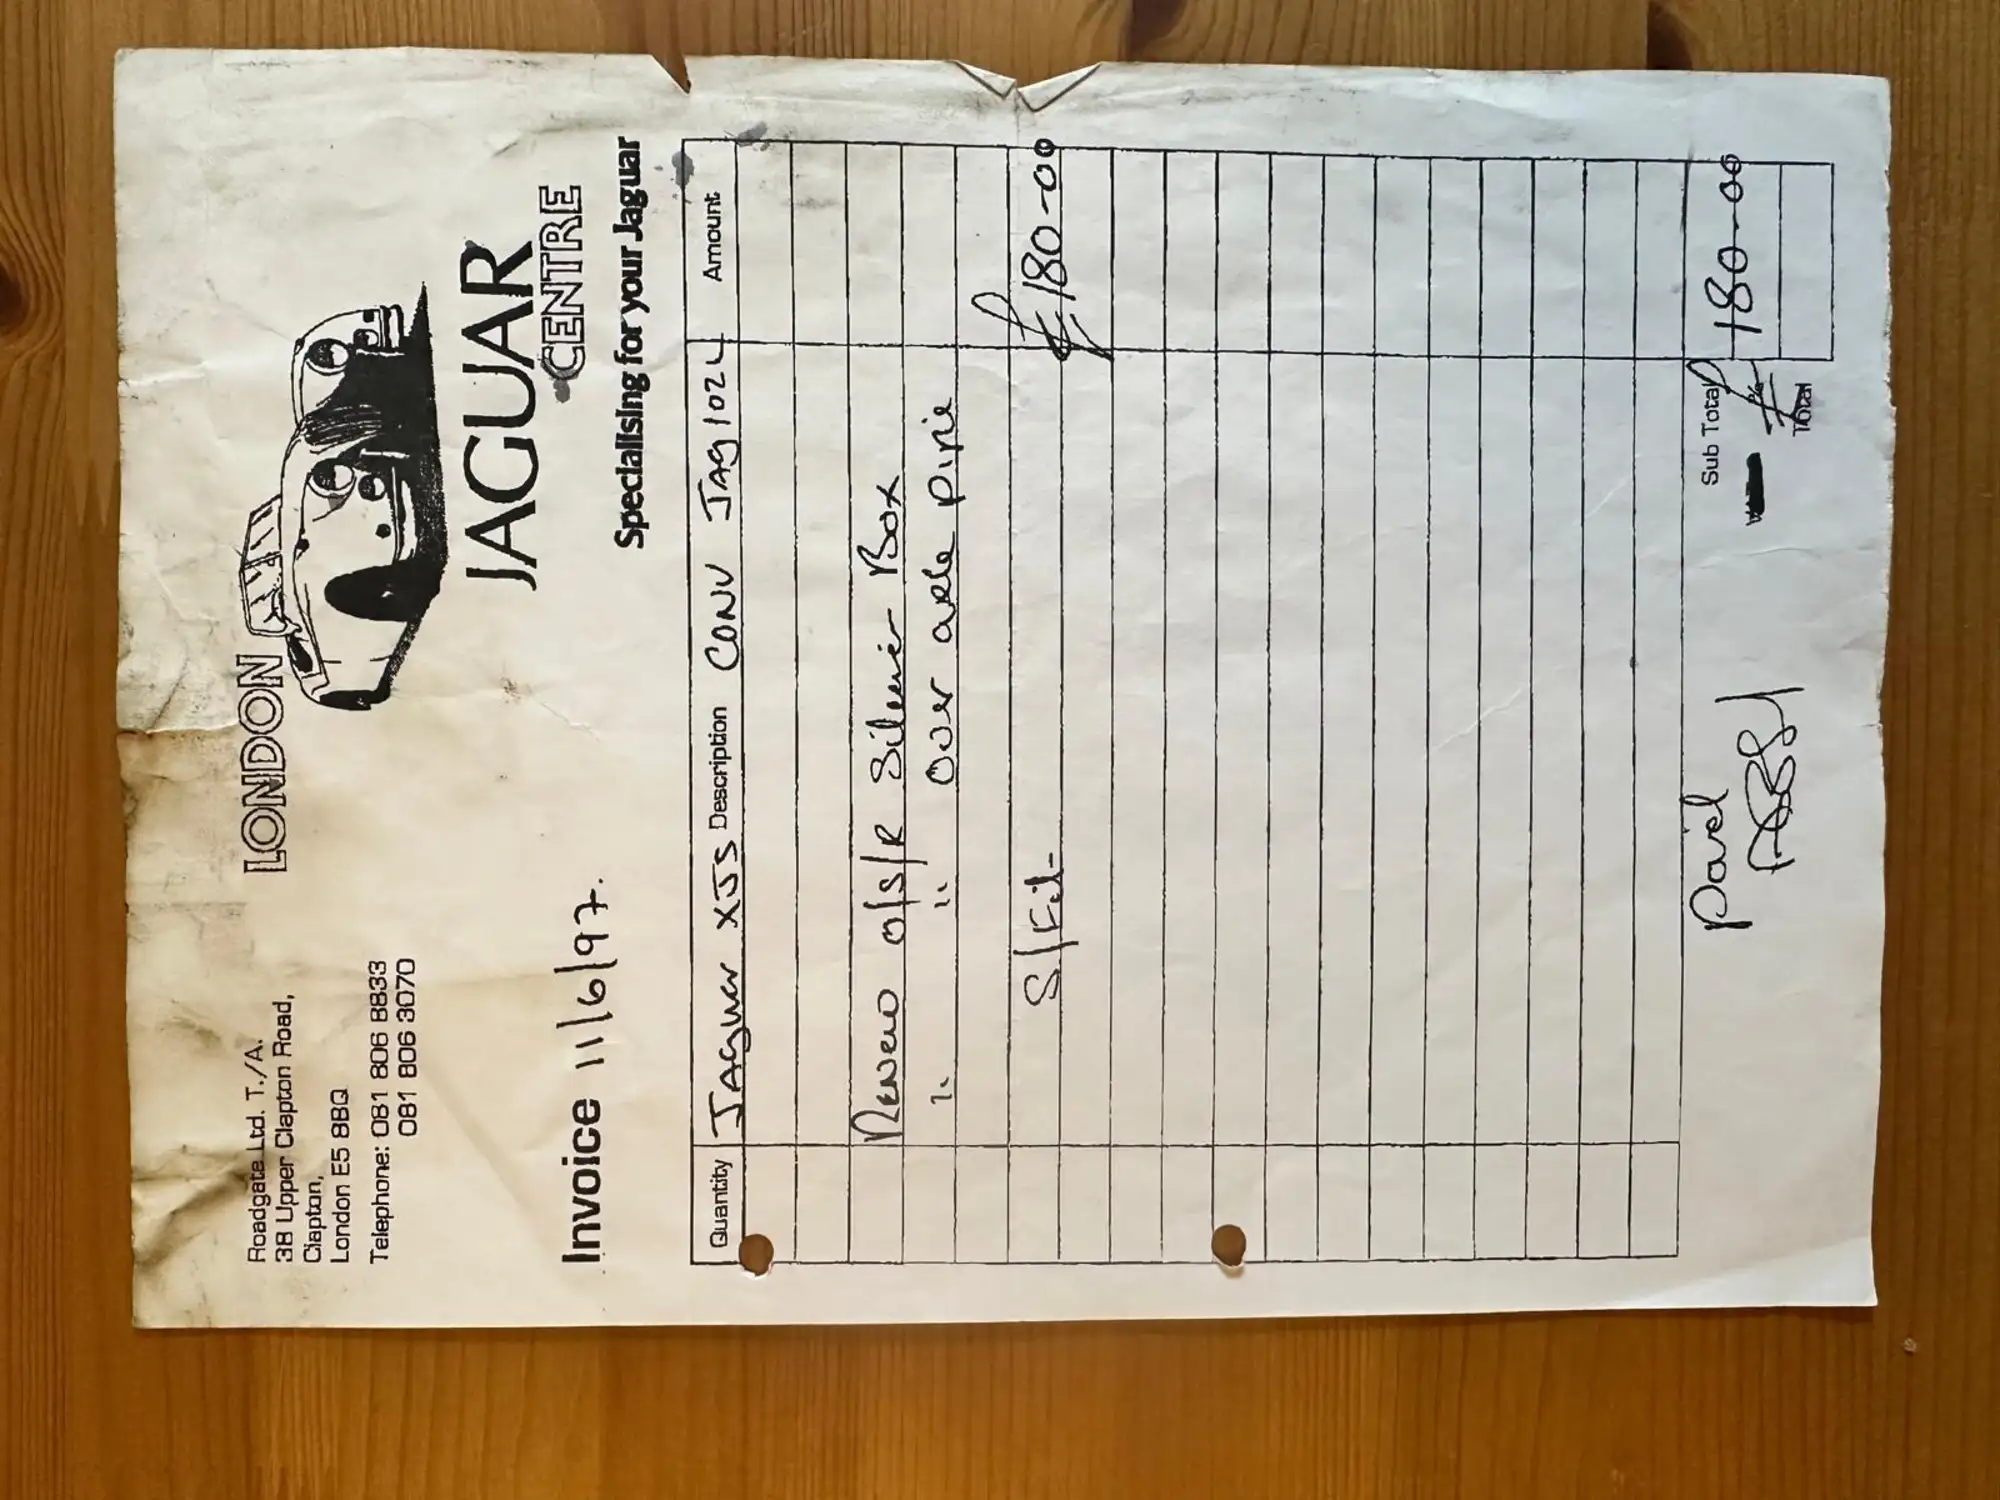 LONDON
JAGUAR
CENTRE
Specialising for your Jaguar
Roadgate Ltd. T./A.
38 Upper Clapton Road,
Clapton,
London E5 8BQ
Telephone: 081 806 8833
081 806 3070
Invoice 11/6/97.
Quantity Description Amount
Jaguar XJS Conv JAG 102L
Renew O/S/R Silencer Box
" " Over axle pipe
S/Exh £180-00
Sub Total £180-00
Total
Paid